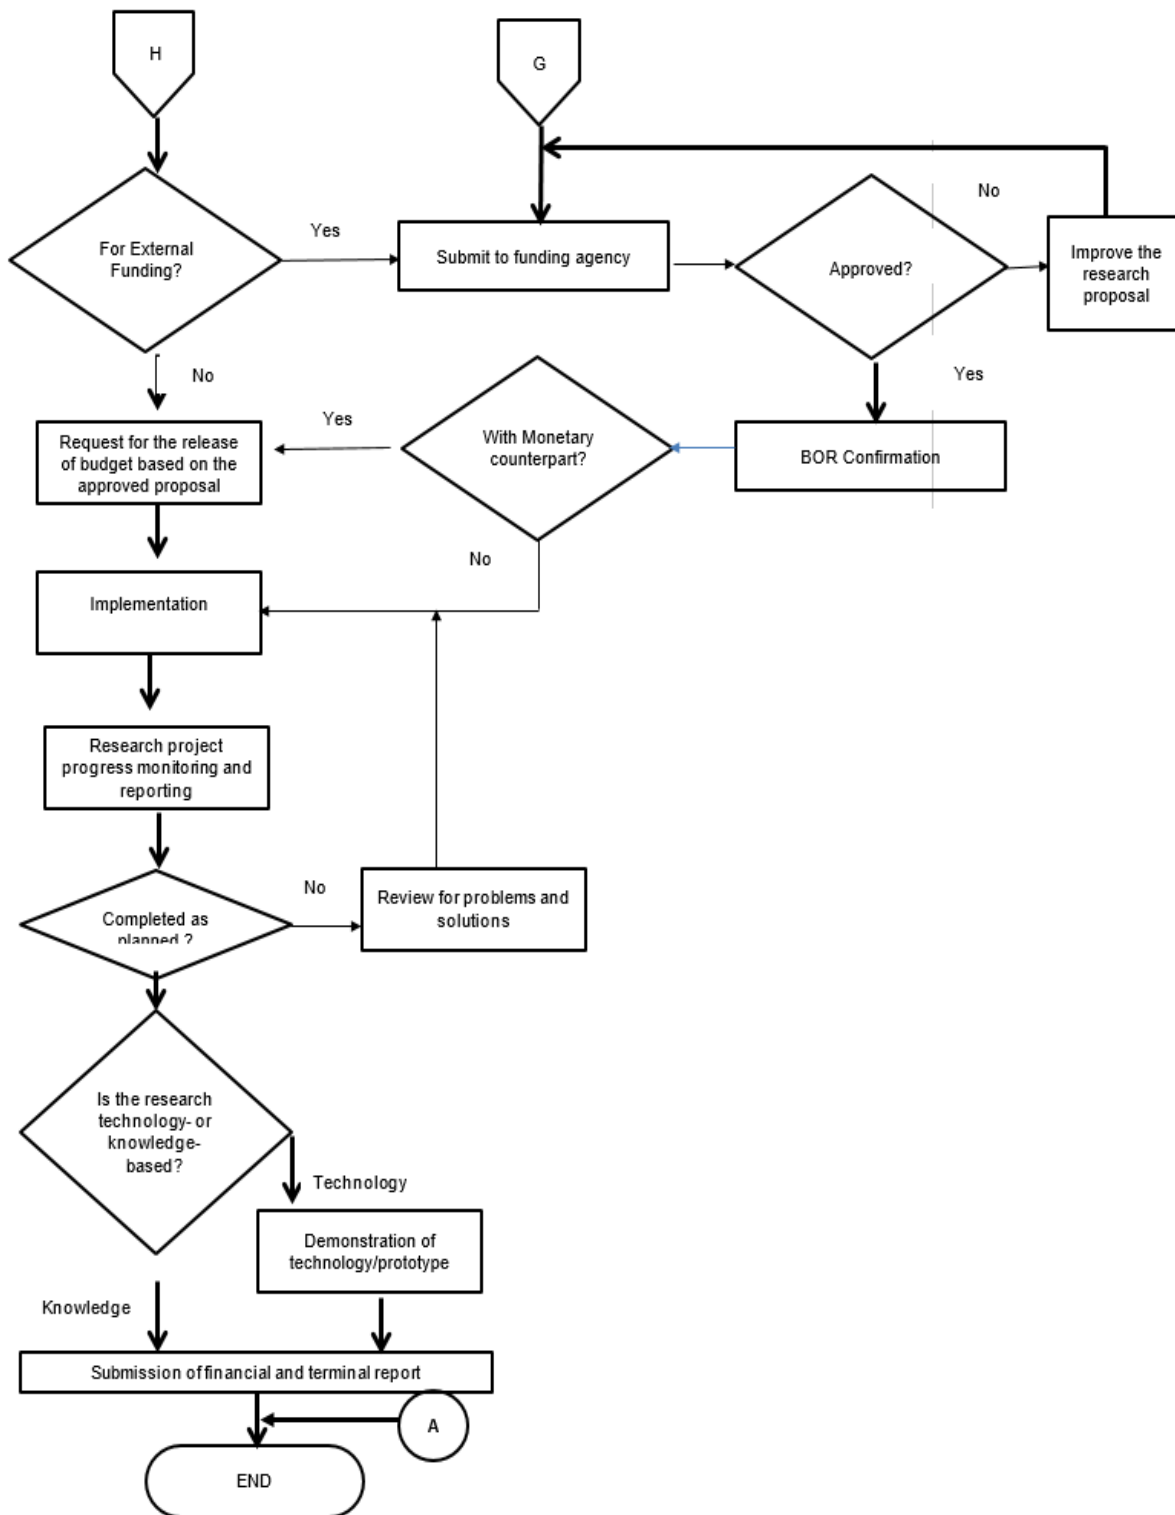 H
G
For External
Funding?
Yes
Submit to funding agency
Approved?
No
Improve the
research
proposal
No
Yes
Request for the release
of budget based on the
approved proposal
Yes
With Monetary
counterpart?
BOR Confirmation
No
Implementation
Research project
progress monitoring and
reporting
Completed as
planned ?
No
Review for problems and
solutions
Is the research
technology- or
knowledge-
based?
Technology
Demonstration of
technology/prototype
Knowledge
Submission of financial and terminal report
A
END